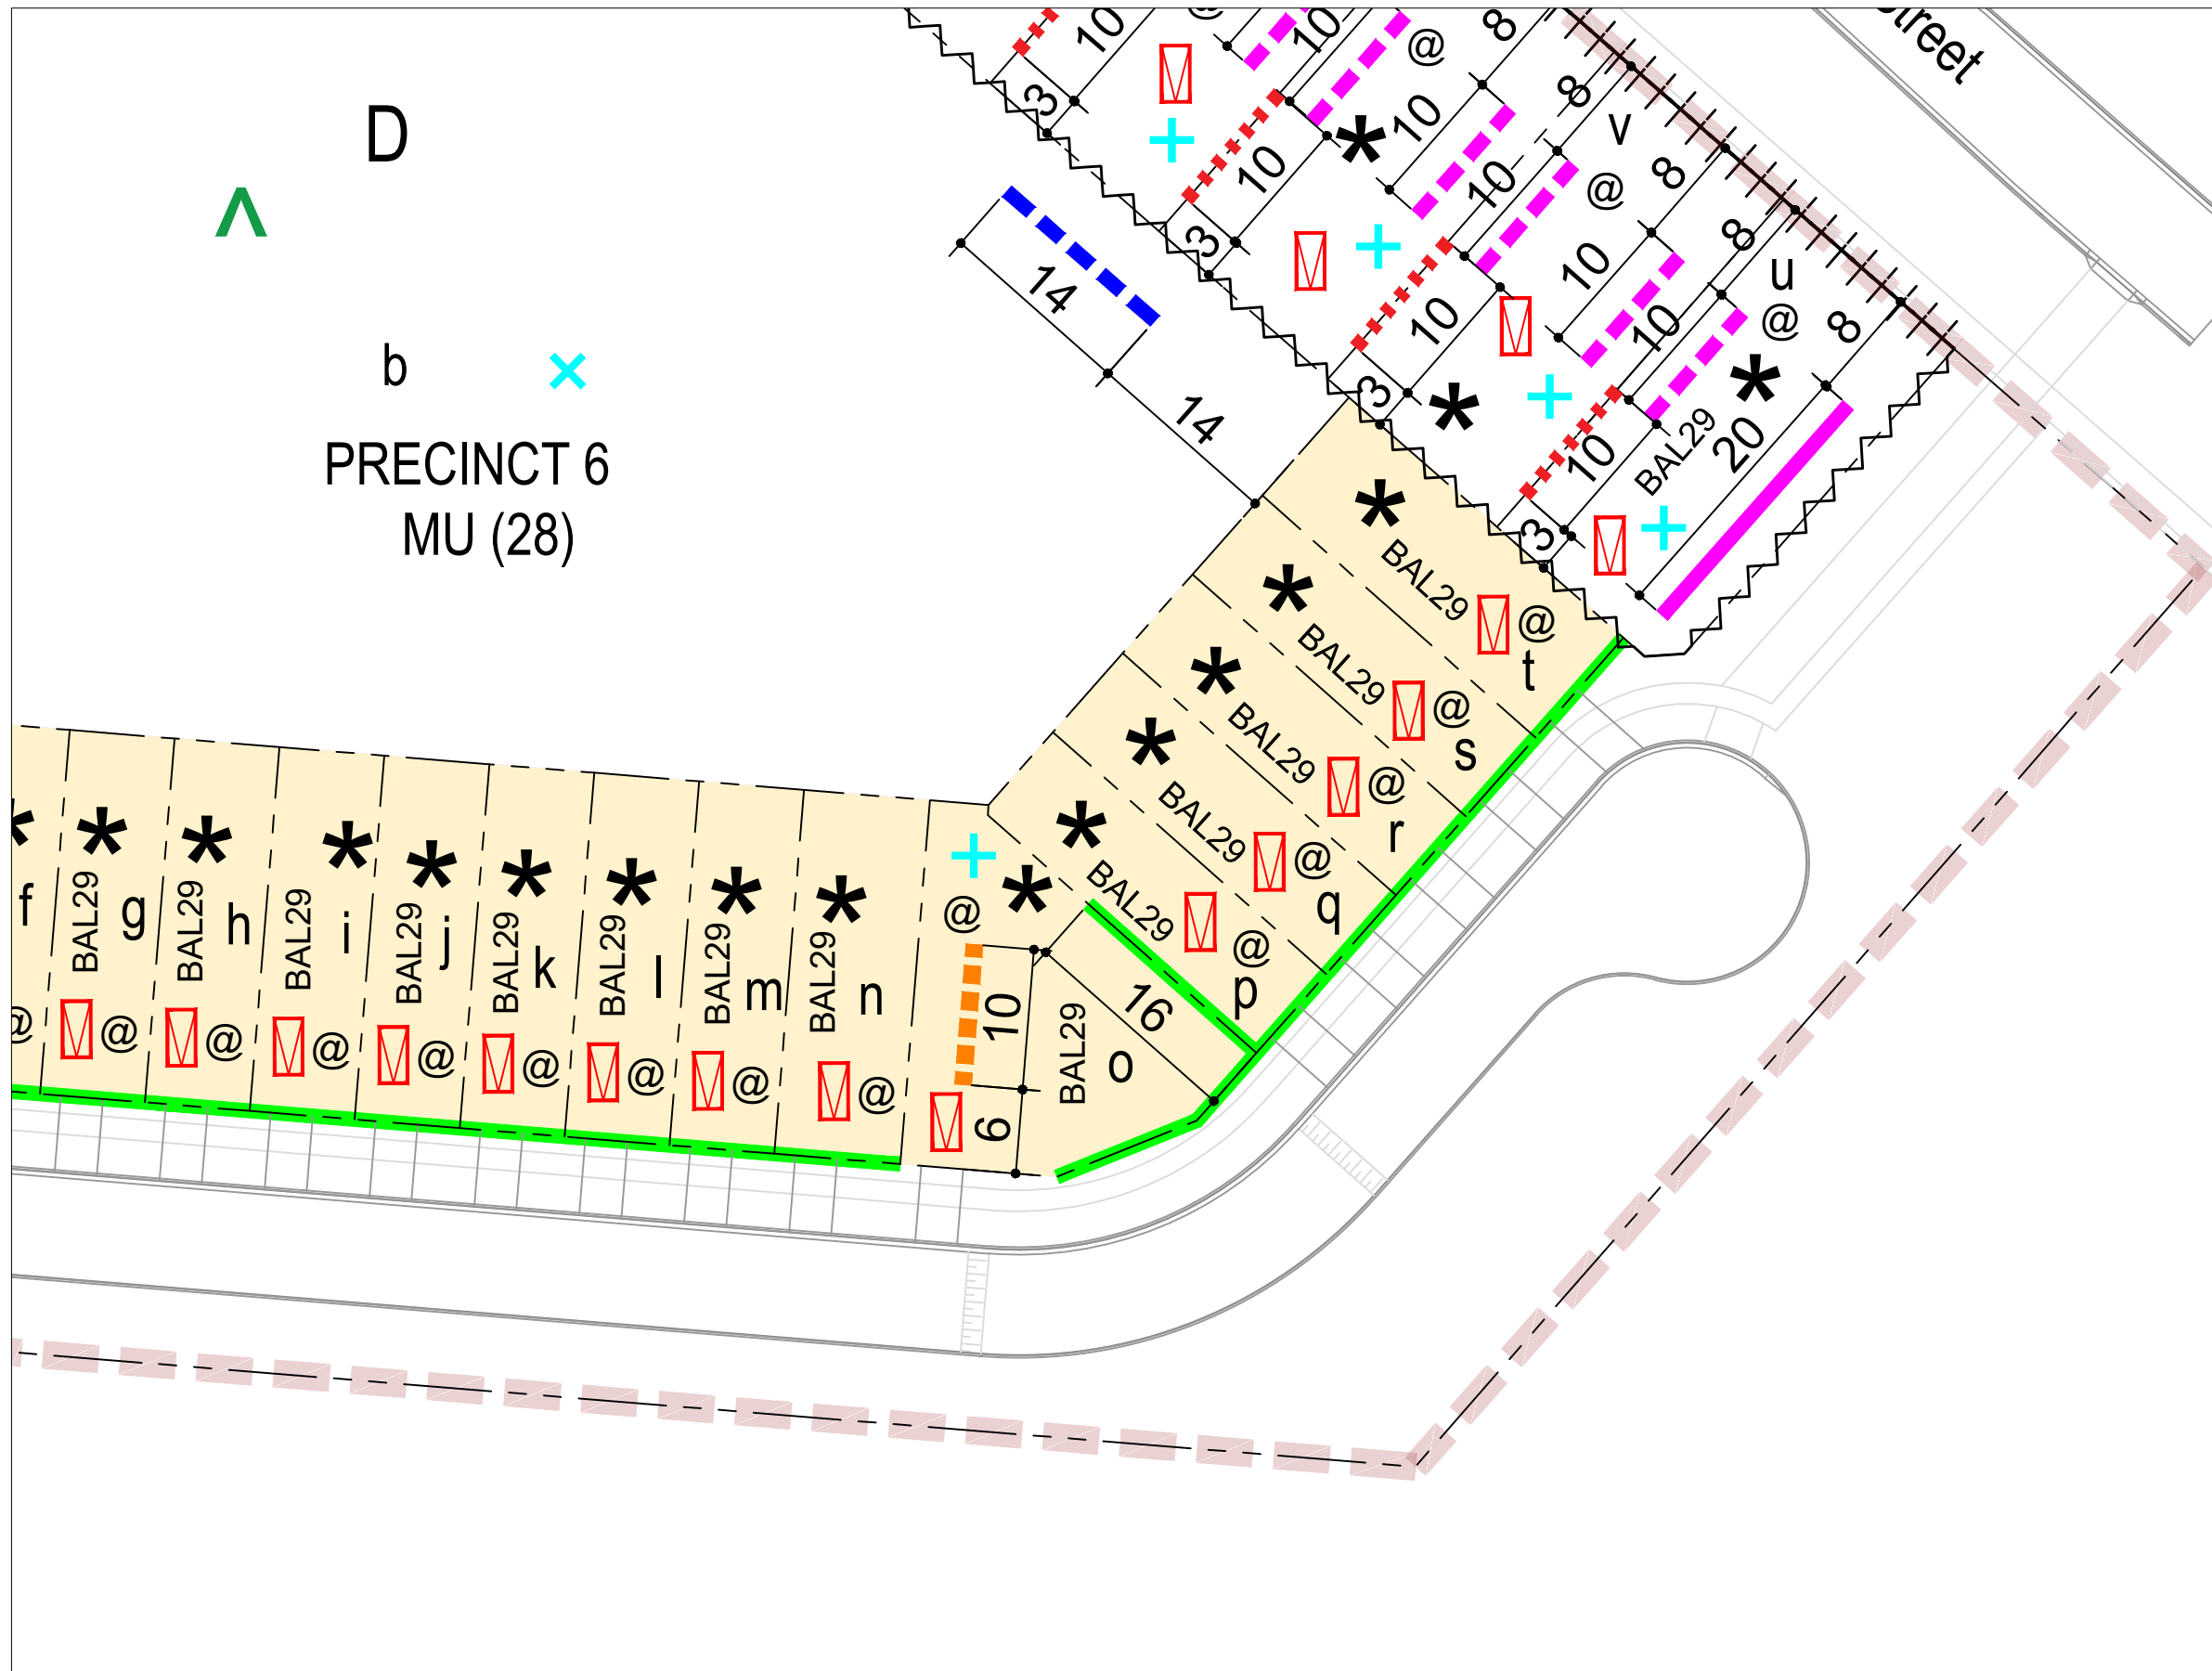 Street
D
^
b
PRECINCT 6
MU (28)
10
3
@
10
@
8
10
3
*
10
8
v
10
@
8
10
3
10
8
u
@
10
8
*
BAL29
20
10
3
*
14
14
* BAL29 @ t
* BAL29 @ s
* BAL29 @ r
* BAL29 @ q
* BAL29 @ p
* f @
* BAL29 g @
* BAL29 h @
* BAL29 i @
* BAL29 j @
* BAL29 k @
* BAL29 l @
* BAL29 m @
* BAL29 n @
+
*
@
10
16
BAL29
o
6